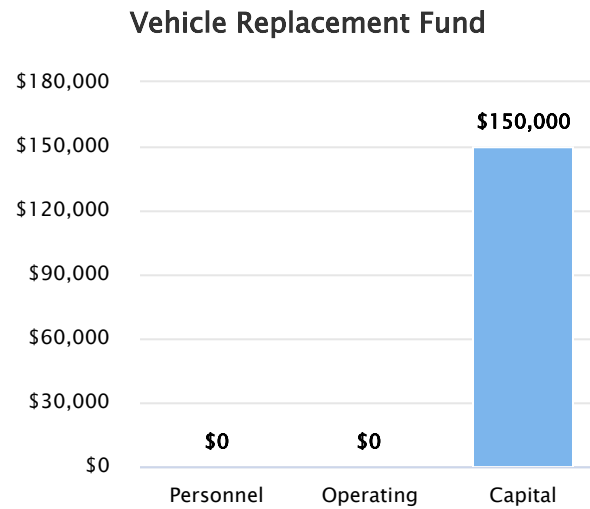 Vehicle Replacement Fund
$180,000
$150,000
$150,000
$120,000
$90,000
$60,000
$30,000
$0
$0
$0
Personnel
Operating
Capital